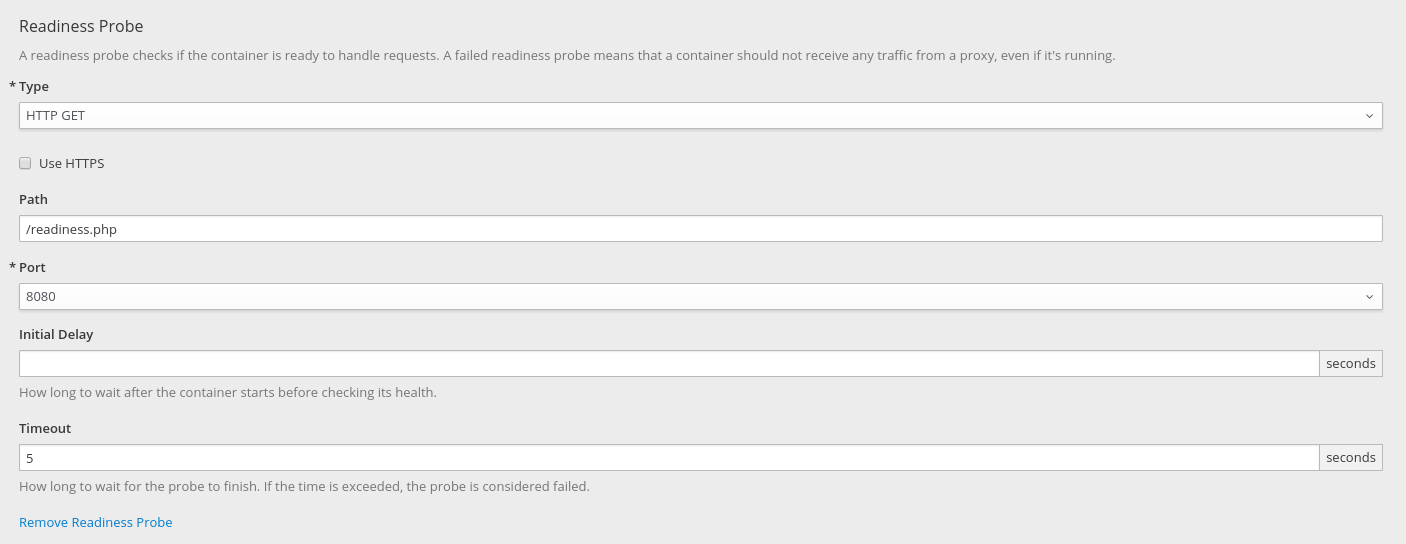 Readiness Probe
A readiness probe checks if the container is ready to handle requests. A failed readiness probe means that a container should not receive any traffic from a proxy, even if it's running.
* Type
HTTP GET
Use HTTPS
Path
/readiness.php
* Port
8080
Initial Delay
seconds
How long to wait after the container starts before checking its health.
Timeout
5 seconds
How long to wait for the probe to finish. If the time is exceeded, the probe is considered failed.
Remove Readiness Probe